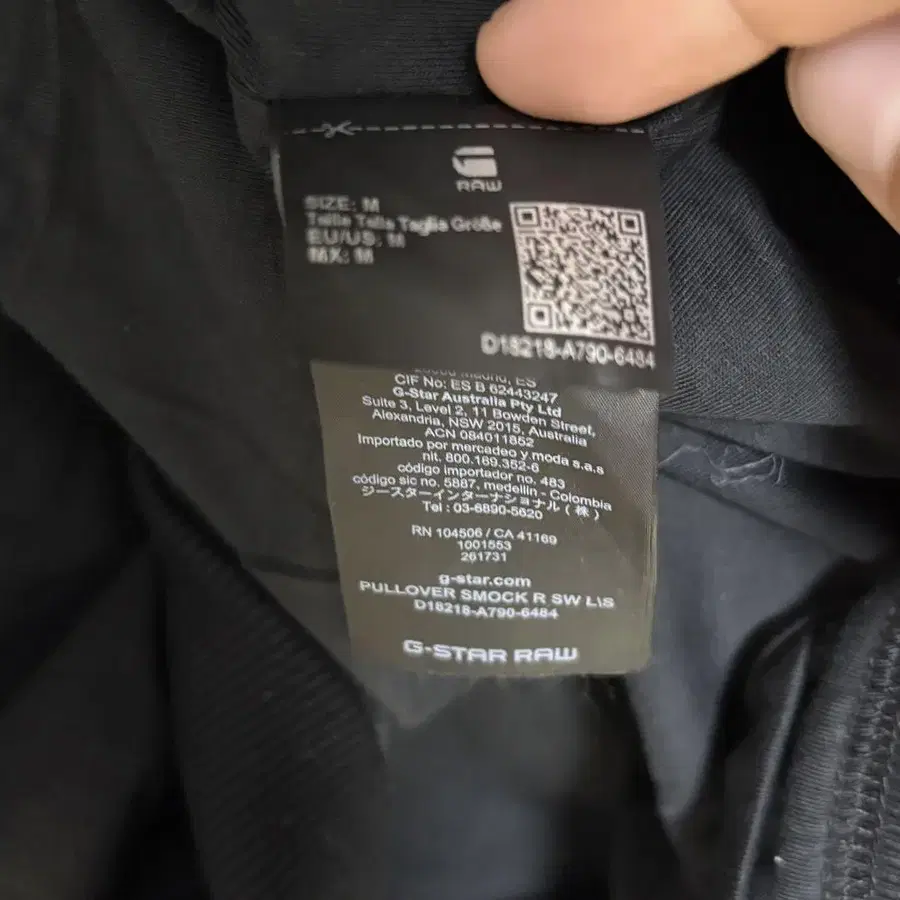 RAW
SIZE: M
Taille Talla Taglia Größe
EU/US: M
MX: M
D18218-A790-6484
28000 Madrid, ES
CIF No: ES B 62443247
G-Star Australia Pty Ltd
Suite 3, Level 2, 11 Bowden Street,
Alexandria, NSW 2015, Australia
ACN 084011852
Importado por mercadeo y moda s.a.s
nit. 800.169.352-6
código importador no. 483
código sic no. 5887, medellin - Colombia
ジースターインターナショナル(株)
Tel : 03-6890-5620
RN 104506 / CA 41169
1001553
261731
g-star.com
PULLOVER SMOCK R SW L\S
D18218-A790-6484
G-STAR RAW